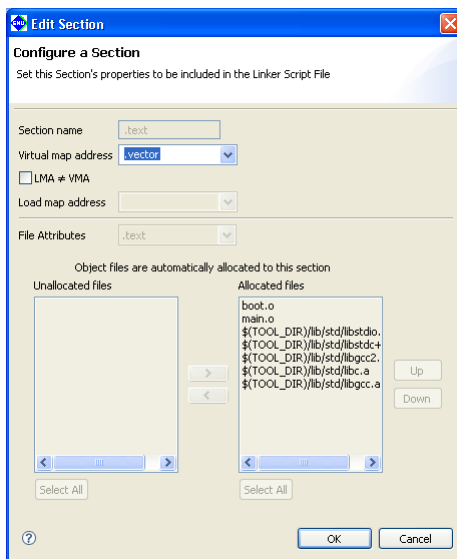 GNU Edit Section
Configure a Section
Set this Section's properties to be included in the Linker Script File
Section name .text
Virtual map address .vector
LMA ≠ VMA
Load map address
File Attributes .text
Object files are automatically allocated to this section
Unallocated files Allocated files
boot.o
main.o
$(TOOL_DIR)/lib/std/libstdio.
$(TOOL_DIR)/lib/std/libstdc+
$(TOOL_DIR)/lib/std/libgcc2.
$(TOOL_DIR)/lib/std/libc.a
$(TOOL_DIR)/lib/std/libgcc.a
> Up
< Down
Select All Select All
? OK Cancel